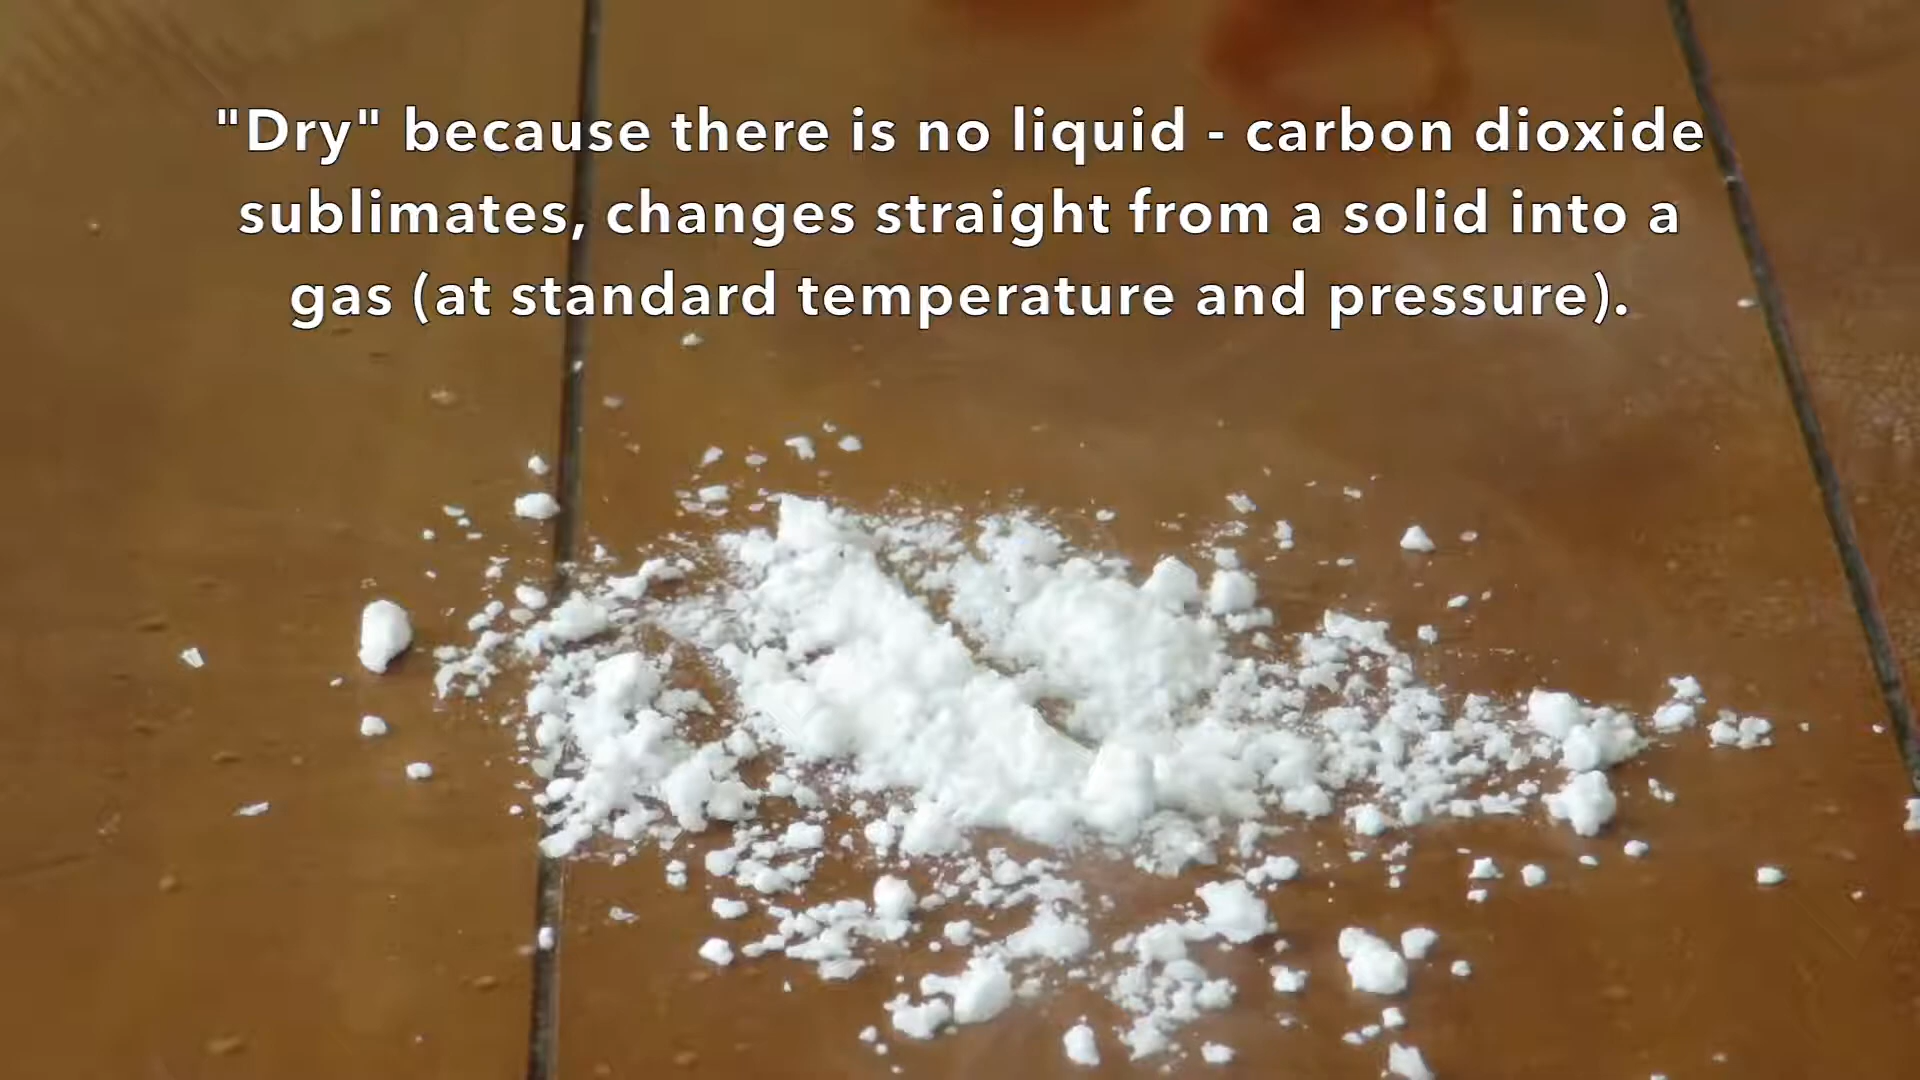 "Dry" because there is no liquid - carbon dioxide
sublimates, changes straight from a solid into a
gas (at standard temperature and pressure).